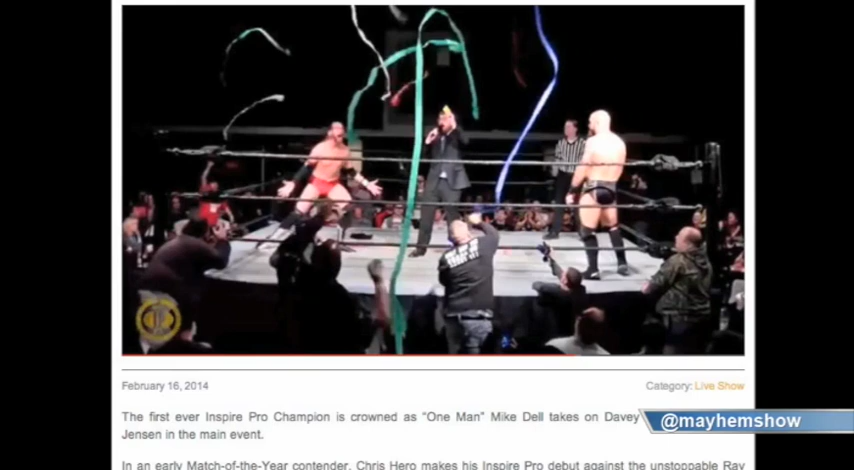 February 16, 2014
Category: Live Show
The first ever Inspire Pro Champion is crowned as "One Man" Mike Dell takes on Davey
Jensen in the main event.
@mayhemshow
In an early Match-of-the-Year contender, Chris Hero makes his Inspire Pro debut against the unstoppable Ray